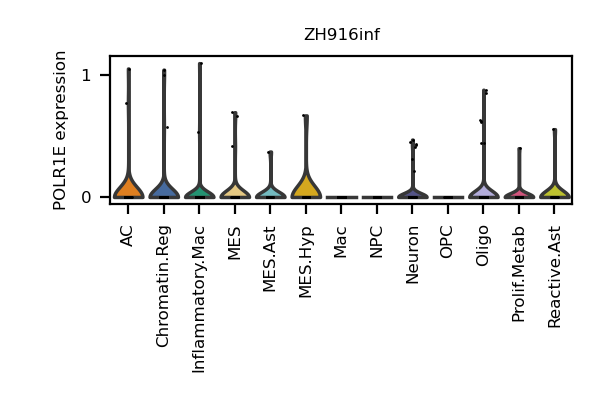 ZH916inf
POLR1E expression
1
0
AC
Chromatin.Reg
Inflammatory.Mac
MES
MES.Ast
MES.Hyp
Mac
NPC
Neuron
OPC
Oligo
Prolif.Metab
Reactive.Ast